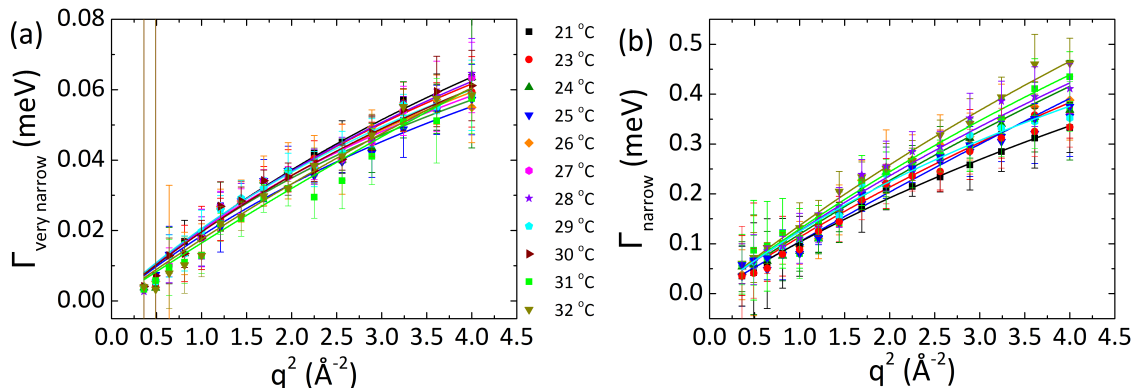 (a)
Γvery narrow (meV)
0.08
0.06
0.04
0.02
0.00
0.0 0.5 1.0 1.5 2.0 2.5 3.0 3.5 4.0 4.5
q² (Å⁻²)
21 °C
23 °C
24 °C
25 °C
26 °C
27 °C
28 °C
29 °C
30 °C
31 °C
32 °C
(b)
Γnarrow (meV)
0.5
0.4
0.3
0.2
0.1
0.0
0.0 0.5 1.0 1.5 2.0 2.5 3.0 3.5 4.0 4.5
q² (Å⁻²)